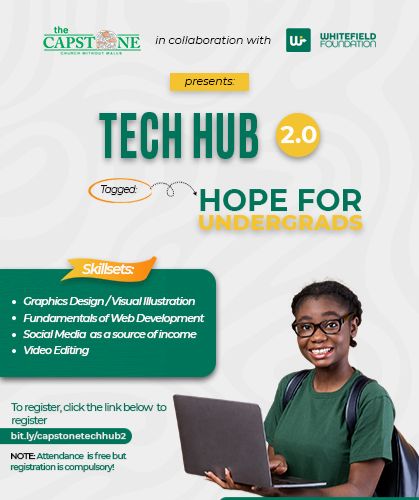 the
CAPSTONE
CHURCH WITHOUT WALLS
in collaboration with
W+
WHITEFIELD
FOUNDATION
presents:
TECH HUB 2.0
Tagged:
HOPE FOR
UNDERGRADS
Skillsets:
• Graphics Design / Visual Illustration
• Fundamentals of Web Development
• Social Media as a source of income
• Video Editing
To register, click the link below to
register
bit.ly/capstonetechhub2
NOTE: Attendance is free but
registration is compulsory!